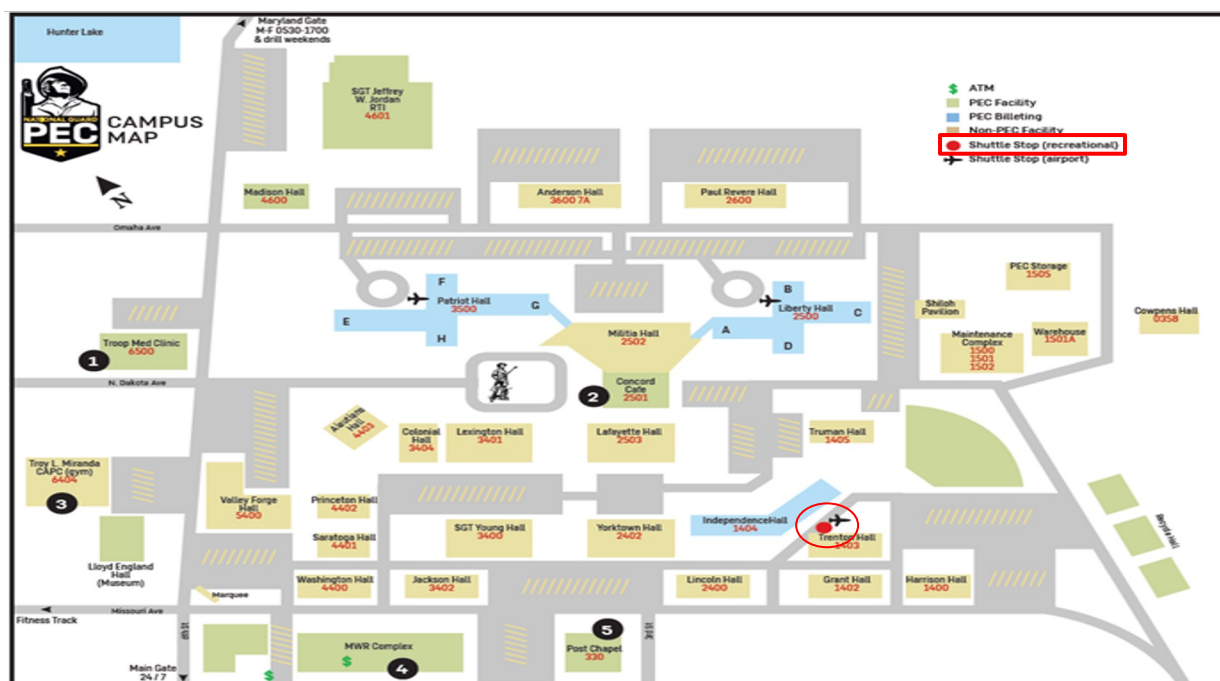 Hunter Lake
Maryland Gate
M-F 0530-1700
& drill weekends
NATIONAL GUARD
PEC
CAMPUS
MAP
N
SGT Jeffrey
W. Jordan
RTI
4601
$ ATM
PEC Facility
PEC Billeting
Non-PEC Facility
Shuttle Stop (recreational)
Shuttle Stop (airport)
Madison Hall
4600
Anderson Hall
3600 7A
Paul Revere Hall
2600
Omaha Ave
F
Patriot Hall
3500
G
E
H
B
Liberty Hall
2500
C
A
D
PEC Storage
1505
Shiloh
Pavilion
Cowpens Hall
0358
Militia Hall
2502
Maintenance
Complex
1500
1501
1502
Warehouse
1501A
Troop Med Clinic
6500
1
N. Dakota Ave
Concord
Cafe
2501
2
Aleutians
Hall
4403
Colonial
Hall
3404
Lexington Hall
3401
Lafayette Hall
2503
Truman Hall
1405
Troy L. Miranda
CAPC (gym)
6404
3
Valley Forge
Hall
5400
Princeton Hall
4402
SGT Young Hall
3400
Yorktown Hall
2402
IndependenceHall
1404
Trenton Hall
1403
Saratoga Hall
4401
Lloyd England
Hall
(Museum)
Washington Hall
4400
Jackson Hall
3402
Lincoln Hall
2400
Grant Hall
1402
Harrison Hall
1400
Marquee
Missouri Ave
Fitness Track
6th St
3rd St
MWR Complex
$
4
5
Post Chapel
330
Main Gate
24 / 7
$